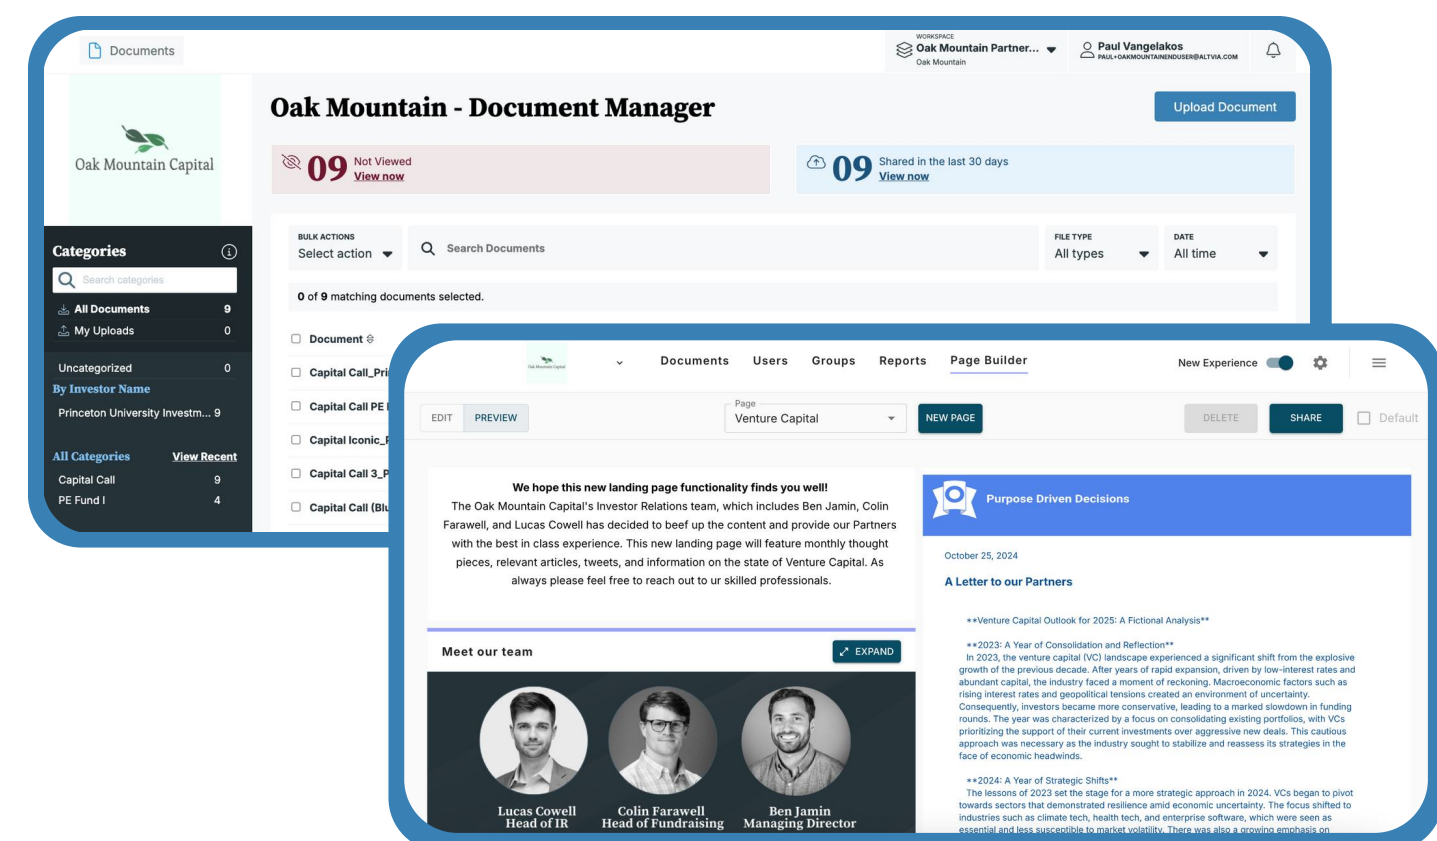 Documents
WORKSPACE
Oak Mountain Partner...
Oak Mountain
Paul Vangelakos
PAUL+OAKMOUNTAINENDUSER@ALTVIA.COM
Oak Mountain Capital
Oak Mountain - Document Manager
Upload Document
09 Not Viewed
View now
09 Shared in the last 30 days
View now
Categories
Search categories
All Documents 9
My Uploads 0
Uncategorized 0
By Investor Name
Princeton University Investm... 9
All Categories View Recent
Capital Call 9
PE Fund I 4
BULK ACTIONS
Select action
Search Documents
FILE TYPE
All types
DATE
All time
0 of 9 matching documents selected.
Document
Capital Call_Pri
Capital Call PE
Capital Iconic_
Capital Call 3_P
Capital Call (Blu
Oak Mountain Capital
Documents Users Groups Reports Page Builder
New Experience
EDIT PREVIEW
Page
Venture Capital
NEW PAGE
DELETE
SHARE
Default
We hope this new landing page functionality finds you well!
The Oak Mountain Capital's Investor Relations team, which includes Ben Jamin, Colin
Farawell, and Lucas Cowell has decided to beef up the content and provide our Partners
with the best in class experience. This new landing page will feature monthly thought
pieces, relevant articles, tweets, and information on the state of Venture Capital. As
always please feel free to reach out to ur skilled professionals.
Meet our team
EXPAND
Lucas Cowell
Head of IR
Colin Farawell
Head of Fundraising
Ben Jamin
Managing Director
Purpose Driven Decisions
October 25, 2024
A Letter to our Partners
**Venture Capital Outlook for 2025: A Fictional Analysis**
**2023: A Year of Consolidation and Reflection**
In 2023, the venture capital (VC) landscape experienced a significant shift from the explosive
growth of the previous decade. After years of rapid expansion, driven by low-interest rates and
abundant capital, the industry faced a moment of reckoning. Macroeconomic factors such as
rising interest rates and geopolitical tensions created an environment of uncertainty.
Consequently, investors became more conservative, leading to a marked slowdown in funding
rounds. The year was characterized by a focus on consolidating existing portfolios, with VCs
prioritizing the support of their current investments over aggressive new deals. This cautious
approach was necessary as the industry sought to stabilize and reassess its strategies in the
face of economic headwinds.
**2024: A Year of Strategic Shifts**
The lessons of 2023 set the stage for a more strategic approach in 2024. VCs began to pivot
towards sectors that demonstrated resilience amid economic uncertainty. The focus shifted to
industries such as climate tech, health tech, and enterprise software, which were seen as
essential and less susceptible to market volatility. There was also a growing emphasis on